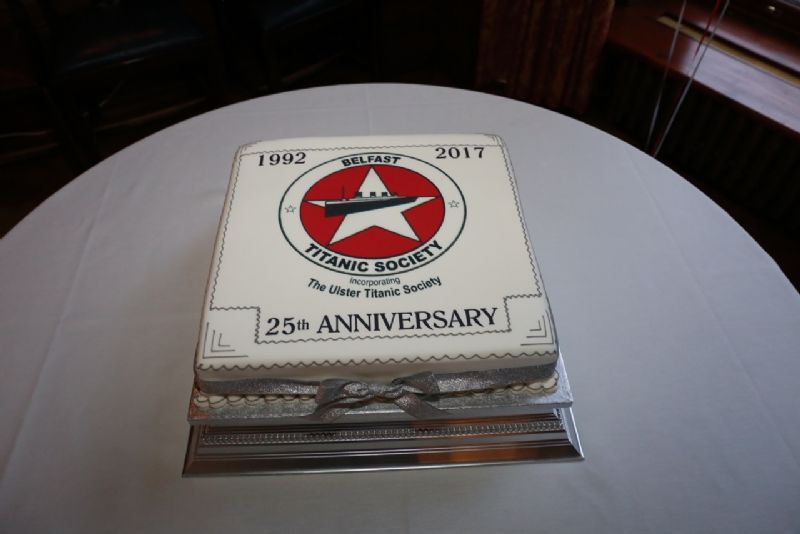 1992 2017
BELFAST
TITANIC SOCIETY
incorporating
The Ulster Titanic Society
25th ANNIVERSARY